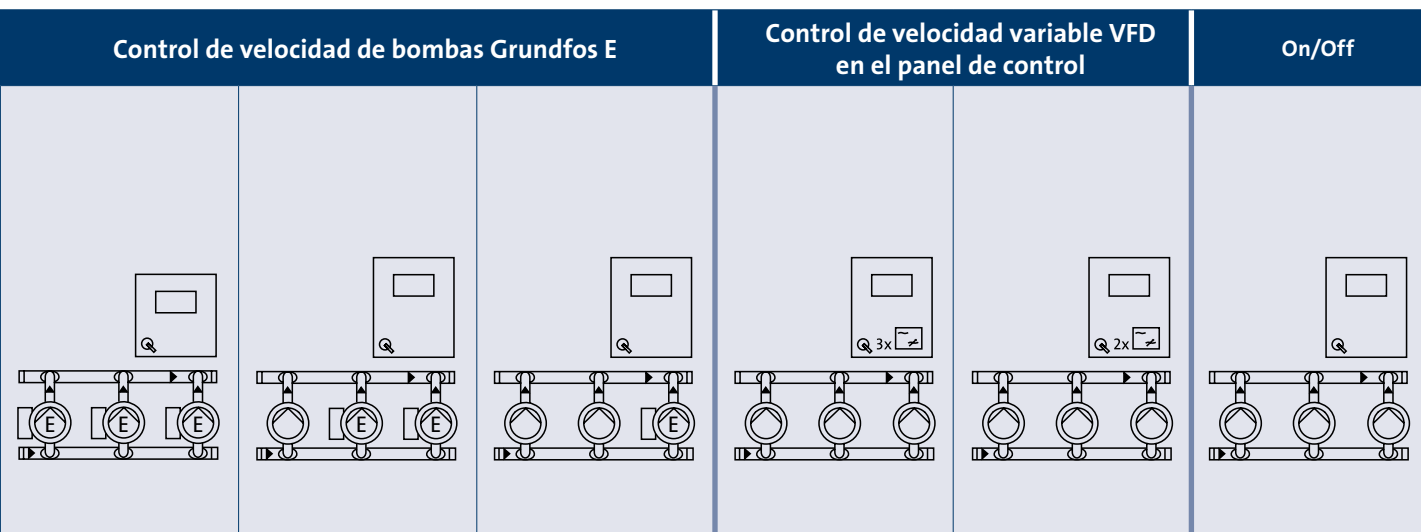 Control de velocidad de bombas Grundfos E
Control de velocidad variable VFD
en el panel de control
On/Off
3x
2x
E
E
E
E
E
E